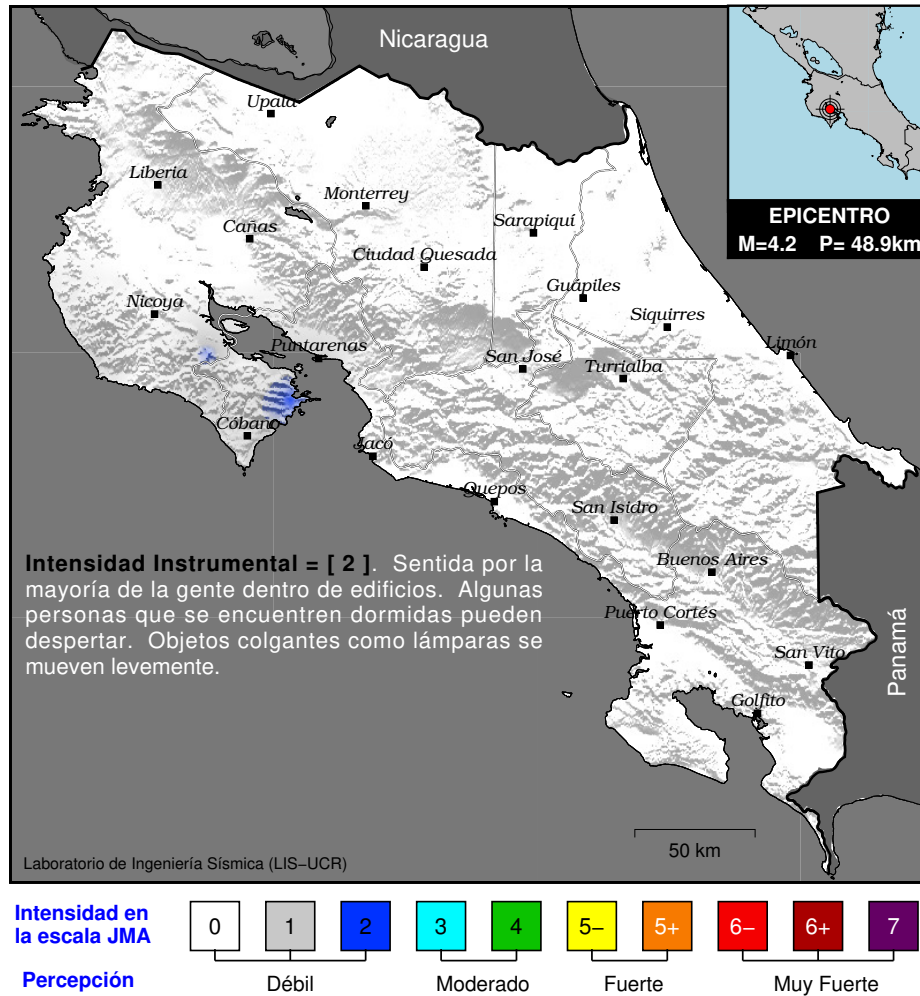 Nicaragua
Upala
Liberia
Monterrey
Cañas
Sarapiquí
Ciudad Quesada
Guápiles
Nicoya
Siquirres
Puntarenas
San José
Limón
Turrialba
Cóbano
Jacó
Quepos
San Isidro
Buenos Aires
Puerto Cortés
San Vito
Golfito
Panamá
EPICENTRO
M=4.2 P= 48.9km
Intensidad Instrumental = [ 2 ]. Sentida por la
mayoría de la gente dentro de edificios. Algunas
personas que se encuentren dormidas pueden
despertar. Objetos colgantes como lámparas se
mueven levemente.
50 km
Laboratorio de Ingeniería Sísmica (LIS−UCR)
Intensidad en
la escala JMA
0 1 2 3 4 5− 5+ 6− 6+ 7
Percepción Débil Moderado Fuerte Muy Fuerte